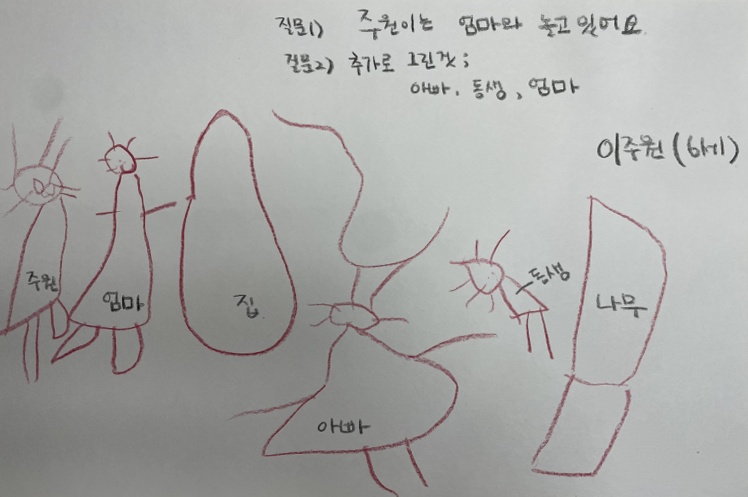 질문1) 주원이는 엄마와 놀고 있어요.
질문2) 추가로 그린것;
아빠, 동생, 엄마
이주원(6세)
주원
엄마
집
아빠
동생
나무